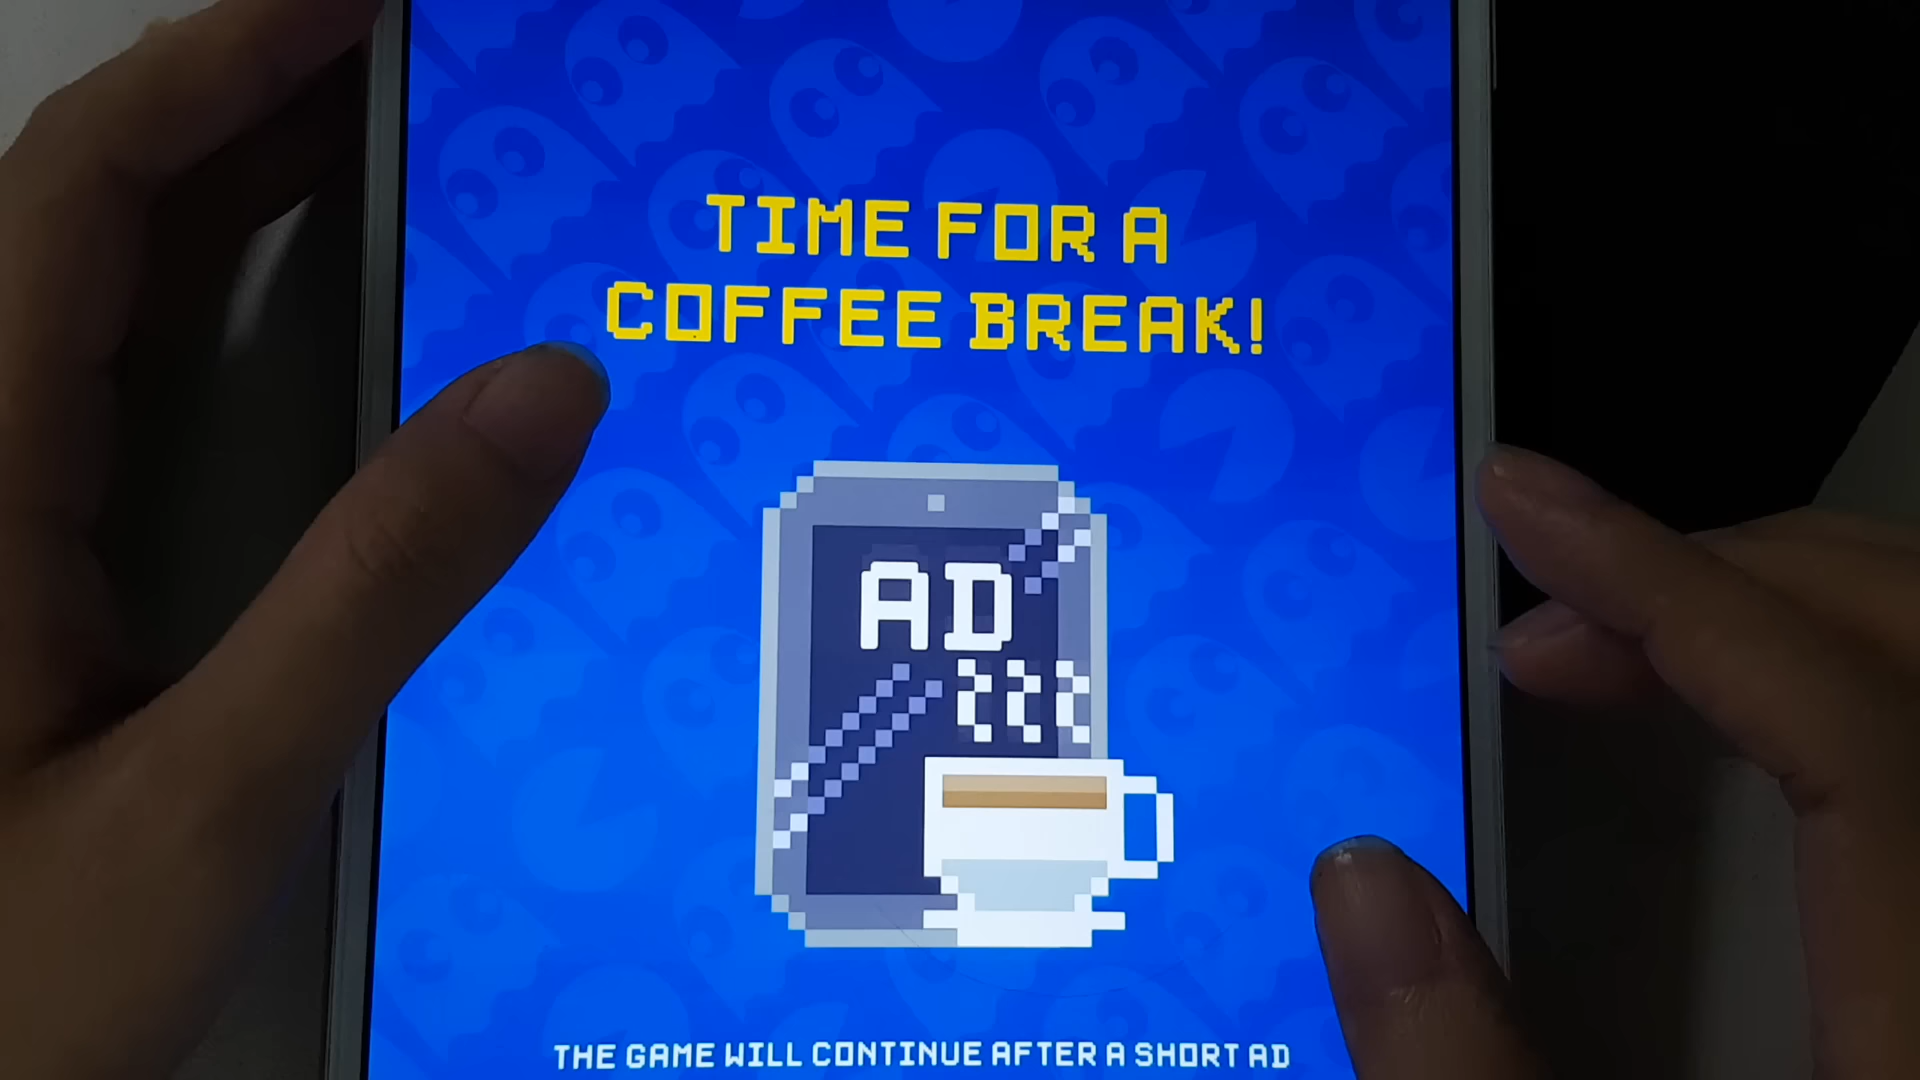 TIME FOR A
COFFEE BREAK!
AD
THE GAME WILL CONTINUE AFTER A SHORT AD